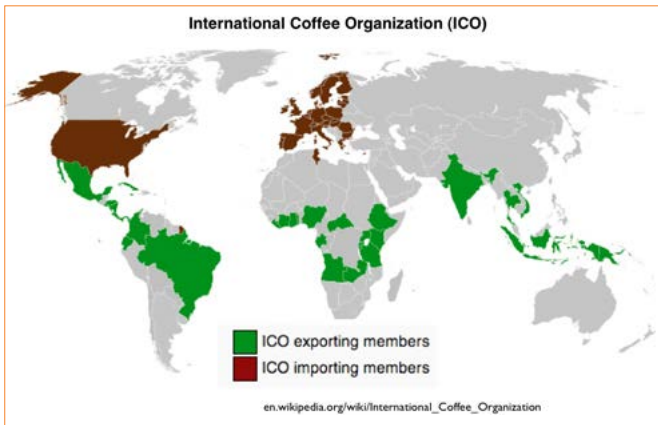 International Coffee Organization (ICO)
ICO exporting members
ICO importing members
en.wikipedia.org/wiki/International_Coffee_Organization